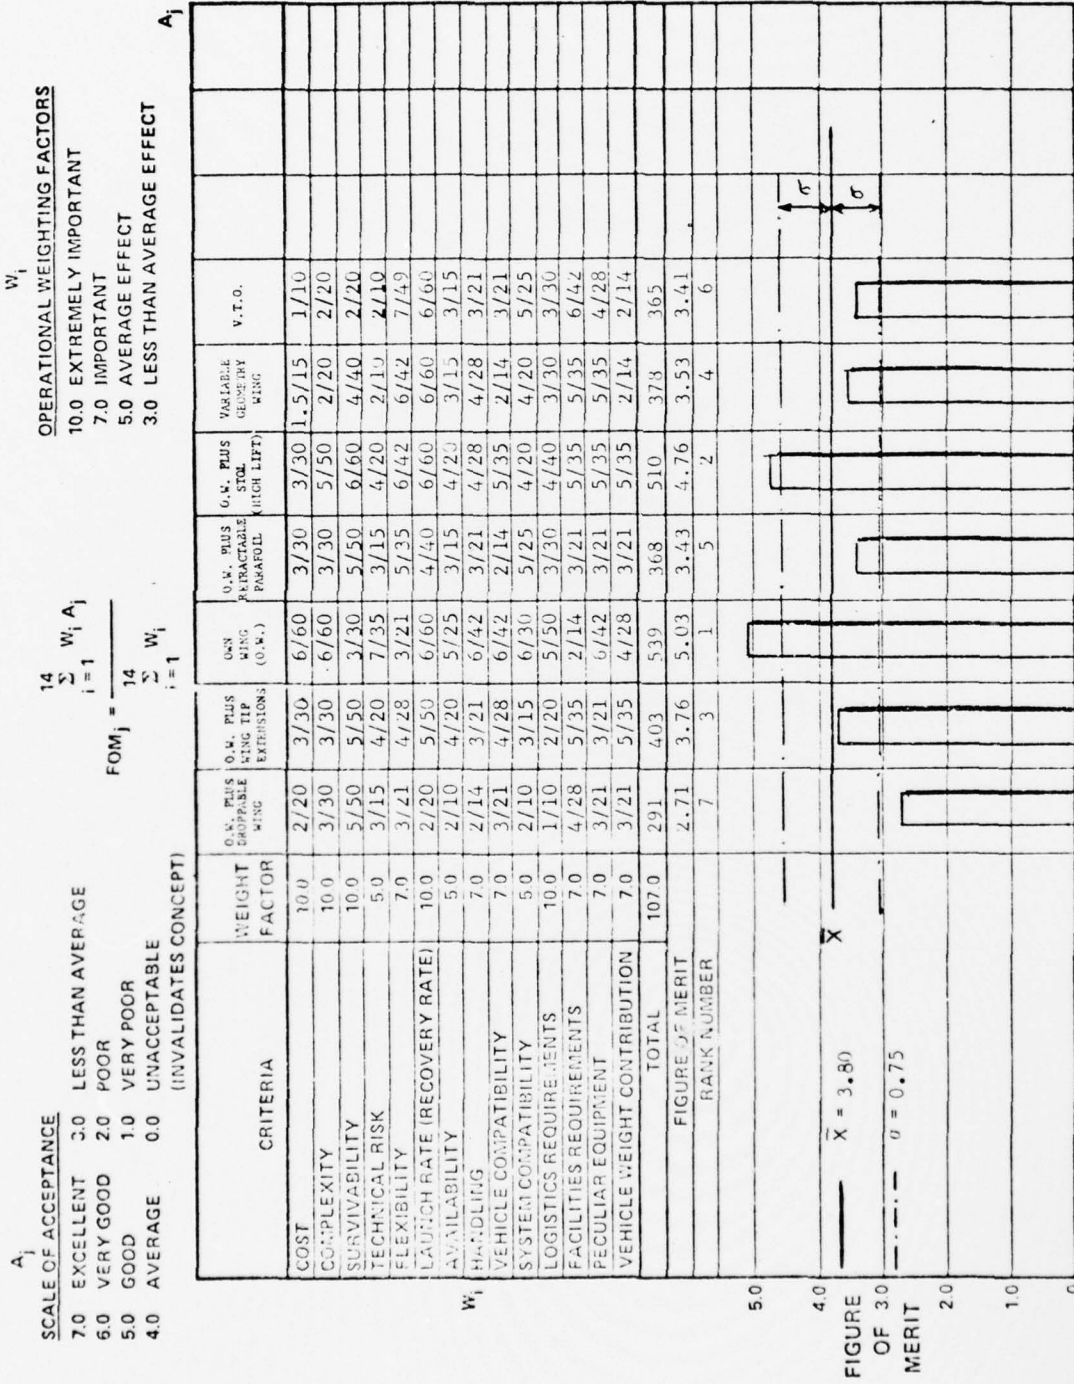 A_j
SCALE OF ACCEPTANCE
7.0 EXCELLENT 3.0 LESS THAN AVERAGE
6.0 VERY GOOD 2.0 POOR
5.0 GOOD 1.0 VERY POOR
4.0 AVERAGE 0.0 UNACCEPTABLE
(INVALIDATES CONCEPT)
FOM_j = 14 Σ i = 1 W_i A_j / 14 Σ i = 1 W_i
W_i
OPERATIONAL WEIGHTING FACTORS
10.0 EXTREMELY IMPORTANT
7.0 IMPORTANT
5.0 AVERAGE EFFECT
3.0 LESS THAN AVERAGE EFFECT
A_j
CRITERIA WEIGHT FACTOR O.W. PLUS DROPPABLE WING O.W. PLUS WING TIP EXTENSIONS OWN WING (O.W.) O.W. PLUS RETRACTABLE PARAFOIL O.W. PLUS STOL (HIGH LIFT) VARIABLE GEOMETRY WING V.T.O.
W_i
COST 10.0 2/20 3/30 6/60 3/30 3/30 1.5/15 1/10
COMPLEXITY 10.0 3/30 3/30 6/60 3/30 5/50 2/20 2/20
SURVIVABILITY 10.0 5/50 5/50 3/30 5/50 6/60 4/40 2/20
TECHNICAL RISK 5.0 3/15 4/20 7/35 3/15 4/20 2/10 2/10
FLEXIBILITY 7.0 3/21 4/28 3/21 5/35 6/42 6/42 7/49
LAUNCH RATE (RECOVERY RATE) 10.0 2/20 5/50 6/60 4/40 6/60 6/60 6/60
AVAILABILITY 5.0 2/10 4/20 5/25 3/15 4/20 3/15 3/15
HANDLING 7.0 2/14 3/21 6/42 3/21 4/28 4/28 3/21
VEHICLE COMPATIBILITY 7.0 3/21 4/28 6/42 2/14 5/35 2/14 3/21
SYSTEM COMPATIBILITY 5.0 2/10 3/15 6/30 5/25 4/20 4/20 5/25
LOGISTICS REQUIREMENTS 10.0 1/10 2/20 5/50 3/30 4/40 3/30 3/30
FACILITIES REQUIREMENTS 7.0 4/28 5/35 2/14 3/21 5/35 5/35 6/42
PECULIAR EQUIPMENT 7.0 3/21 3/21 6/42 3/21 5/35 5/35 4/28
VEHICLE WEIGHT CONTRIBUTION 7.0 3/21 5/35 4/28 3/21 5/35 2/14 2/14
TOTAL 107.0 291 403 539 368 510 378 365
FIGURE OF MERIT 2.71 3.76 5.03 3.43 4.76 3.53 3.41
RANK NUMBER 7 3 1 5 2 4 6
5.0
4.0
3.0
2.0
1.0
FIGURE OF MERIT
X̄ = 3.80
σ = 0.75
X̄
σ
σ